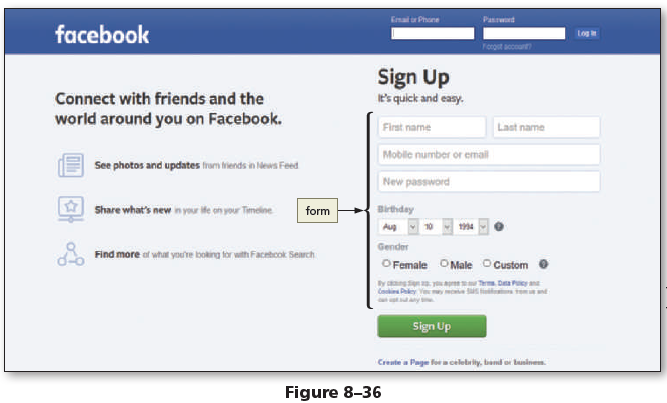 facebook
Email or Phone
Password
Log In
Forgot account?
Connect with friends and the
world around you on Facebook.
See photos and updates from friends in News Feed.
Share what's new in your life on your Timeline.
Find more of what you're looking for with Facebook Search.
form
Sign Up
It's quick and easy.
First name
Last name
Mobile number or email
New password
Birthday
Aug 10 1994 ?
Gender
Female Male Custom ?
By clicking Sign Up, you agree to our Terms, Data Policy and
Cookies Policy. You may receive SMS Notifications from us and
can opt out any time.
Sign Up
Create a Page for a celebrity, band or business.
Figure 8–36